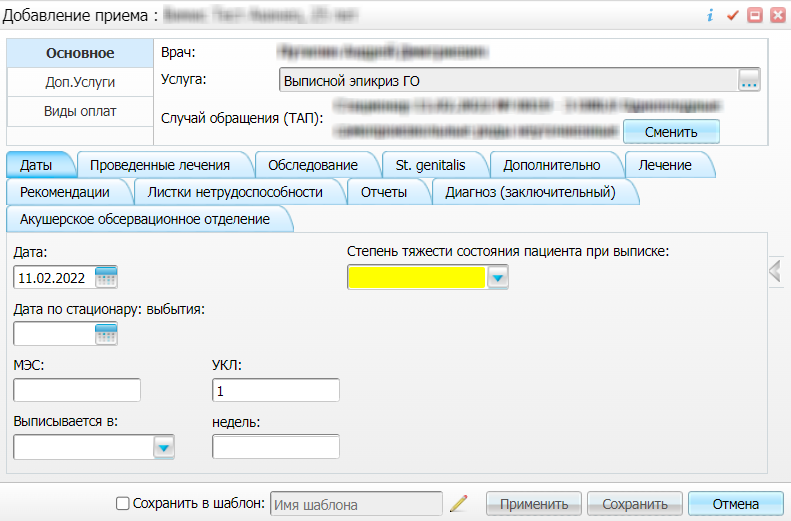 Добавление приема :
Основное
Доп.Услуги
Виды оплат
Врач:
Услуга: Выписной эпикриз ГО ...
Случай обращения (ТАП):
Сменить
Даты Проведенные лечения Обследование St. genitalis Дополнительно Лечение
Рекомендации Листки нетрудоспособности Отчеты Диагноз (заключительный)
Акушерское обсервационное отделение
Дата: Степень тяжести состояния пациента при выписке:
11.02.2022
Дата по стационару: выбытия:
МЭС: УКЛ:
1
Выписывается в: недель:
Сохранить в шаблон: Имя шаблона Применить Сохранить Отмена